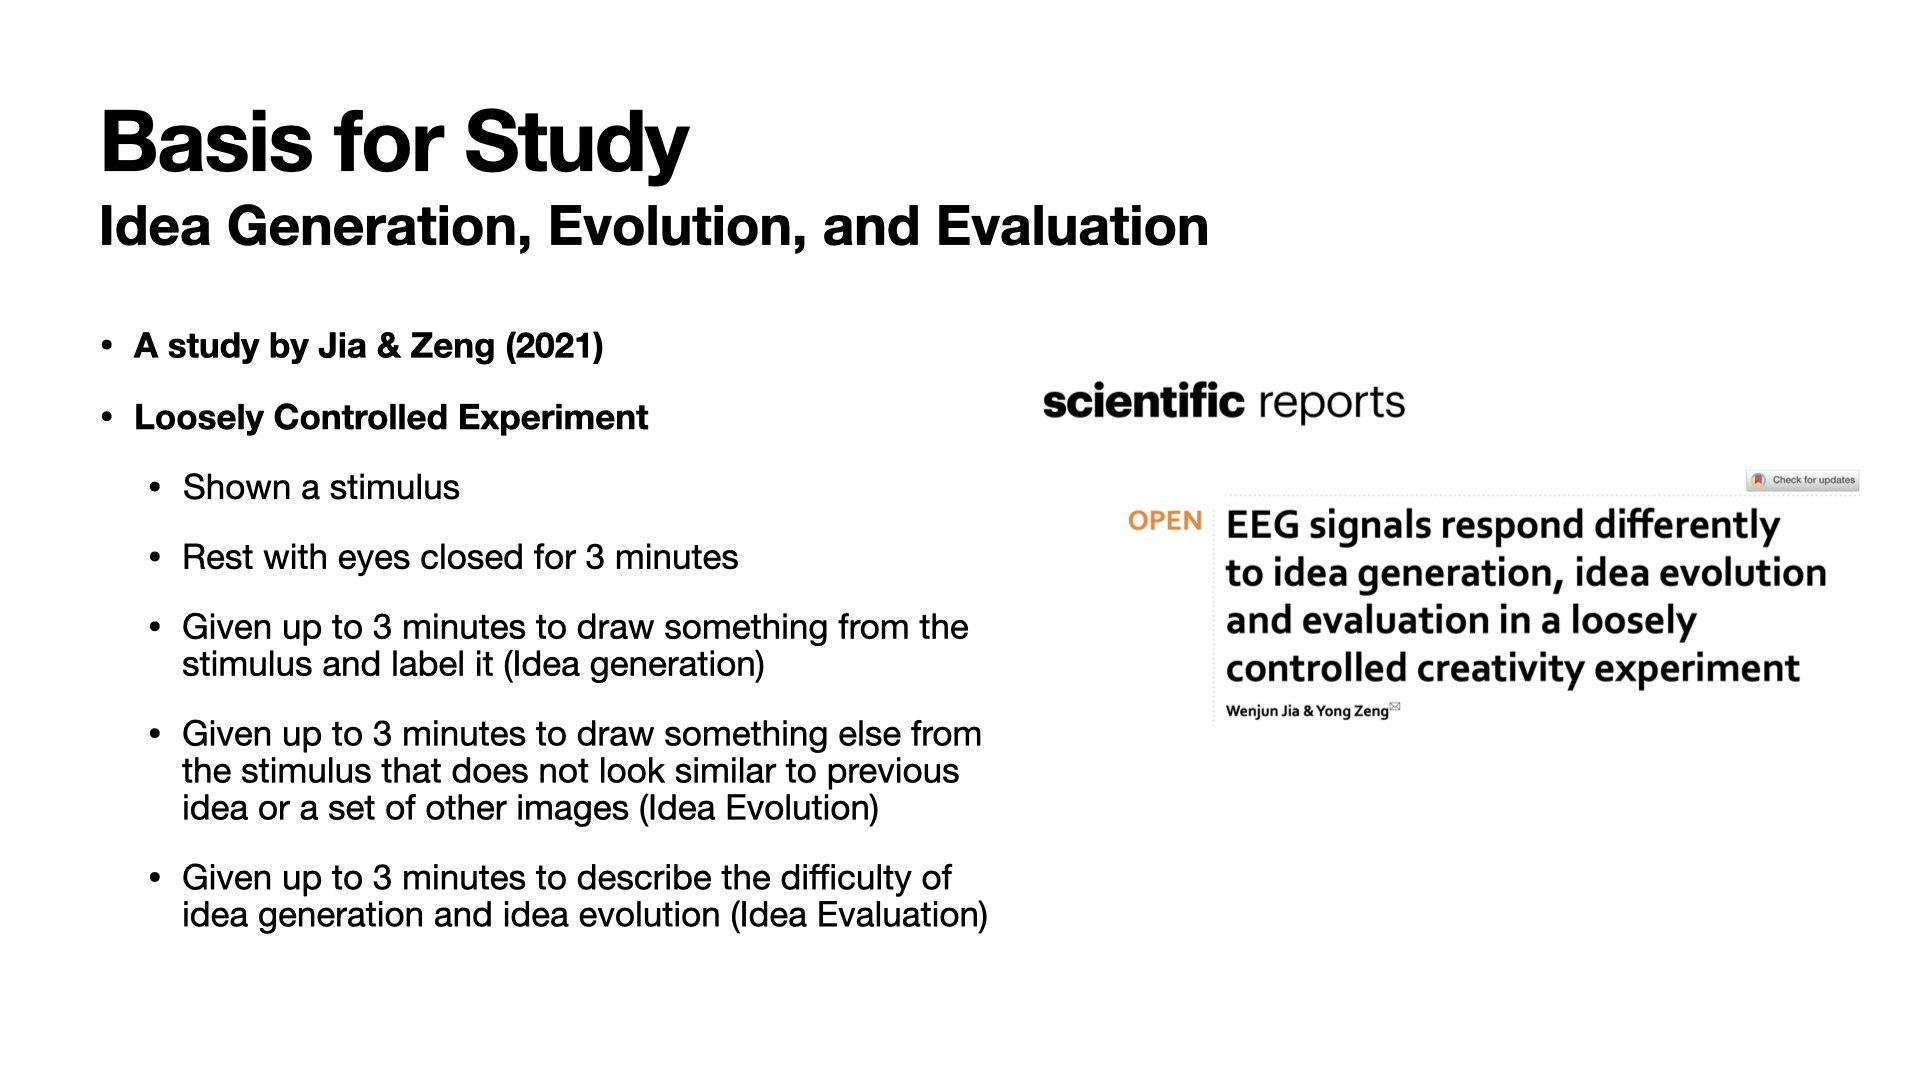 Basis for Study
Idea Generation, Evolution, and Evaluation
• A study by Jia & Zeng (2021)
• Loosely Controlled Experiment
• Shown a stimulus
• Rest with eyes closed for 3 minutes
• Given up to 3 minutes to draw something from the
stimulus and label it (Idea generation)
• Given up to 3 minutes to draw something else from
the stimulus that does not look similar to previous
idea or a set of other images (Idea Evolution)
• Given up to 3 minutes to describe the difficulty of
idea generation and idea evolution (Idea Evaluation)
scientific reports
Check for updates
OPEN
EEG signals respond differently
to idea generation, idea evolution
and evaluation in a loosely
controlled creativity experiment
Wenjun Jia & Yong Zeng